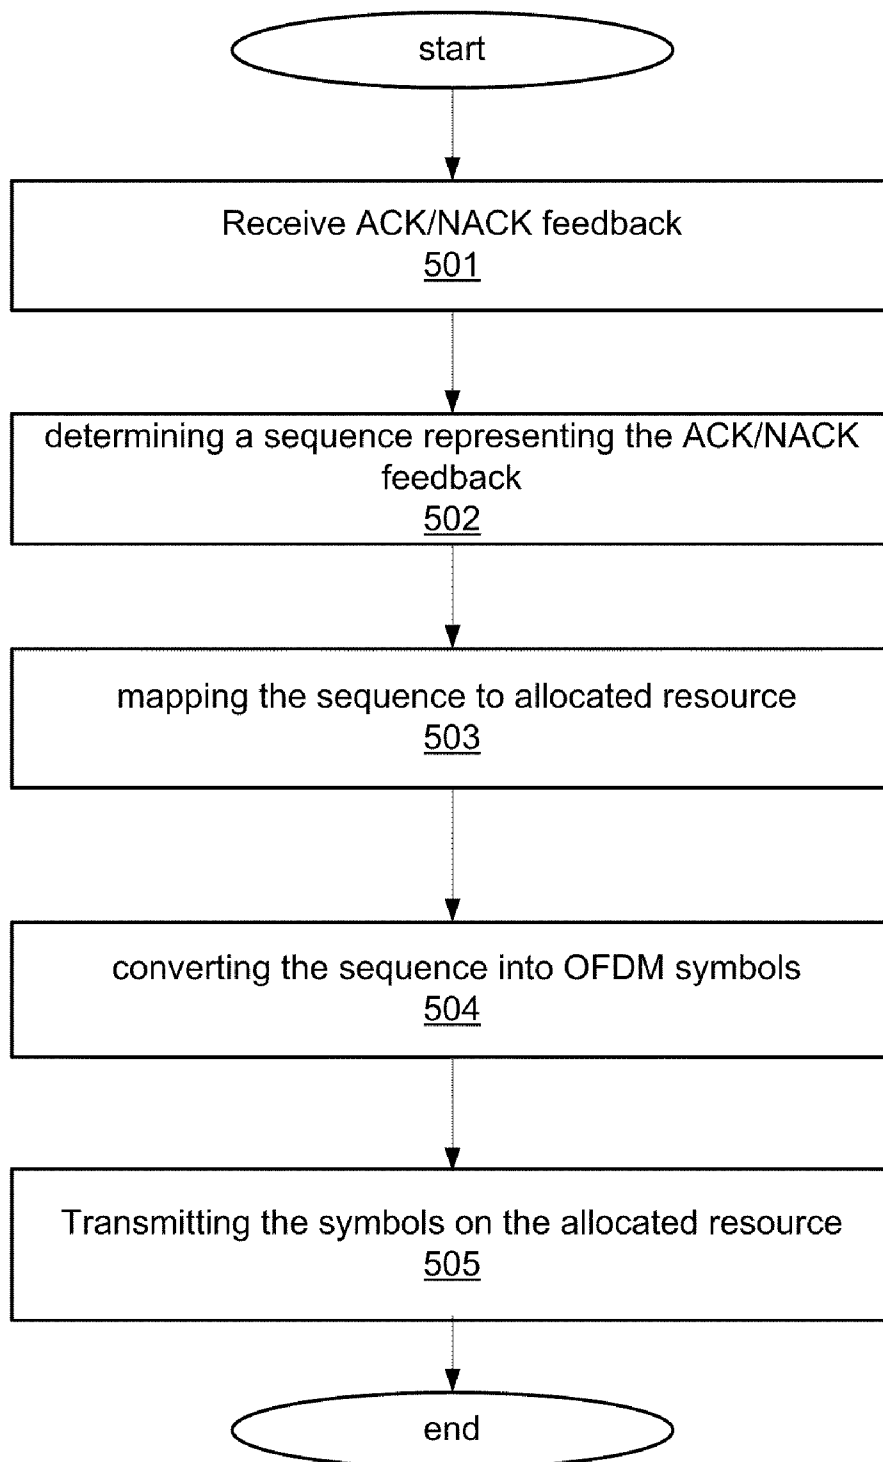 start
Receive ACK/NACK feedback
501
determining a sequence representing the ACK/NACK
feedback
502
mapping the sequence to allocated resource
503
converting the sequence into OFDM symbols
504
Transmitting the symbols on the allocated resource
505
end